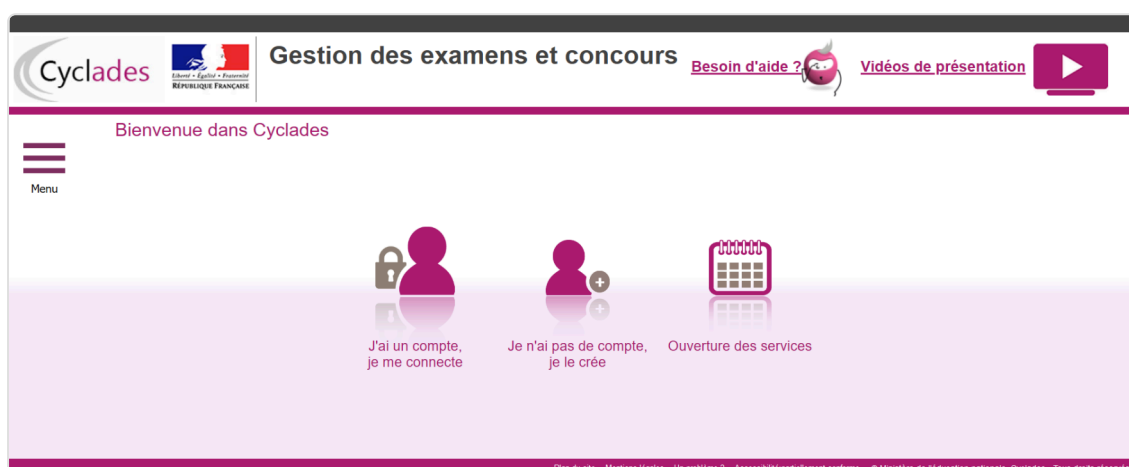 Cyclades
Liberté • Égalité • Fraternité
RÉPUBLIQUE FRANÇAISE
Gestion des examens et concours
Besoin d'aide ?
Vidéos de présentation
Bienvenue dans Cyclades
Menu
J'ai un compte,
je me connecte
Je n'ai pas de compte,
je le crée
Ouverture des services